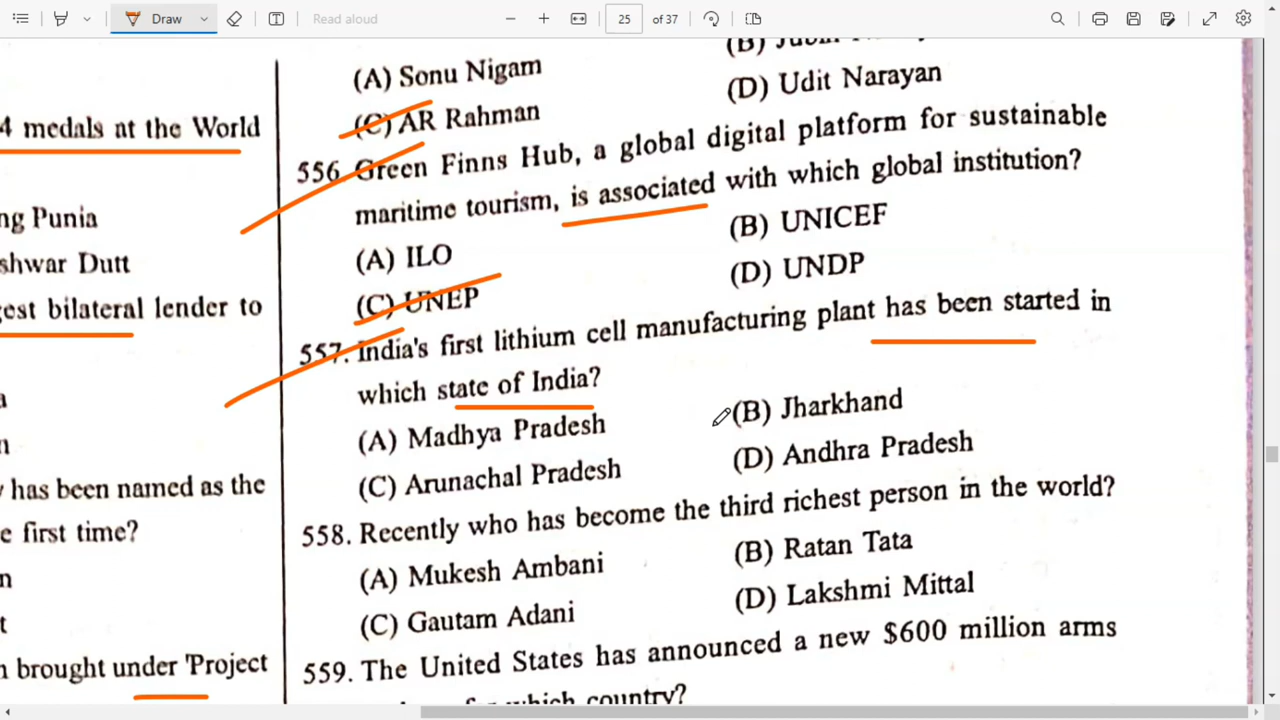 Draw
Read aloud
25
of 37
4 medals at the World
ng Punia
shwar Dutt
est bilateral lender to
a
n
y has been named as the
e first time?
n
t
n brought under 'Project
(A) Sonu Nigam
(B)
(C) AR Rahman
(D) Udit Narayan
556. Green Finns Hub, a global digital platform for sustainable
maritime tourism, is associated with which global institution?
(A) ILO
(B) UNICEF
(C) UNEP
(D) UNDP
557. India's first lithium cell manufacturing plant has been started in
which state of India?
(A) Madhya Pradesh
(B) Jharkhand
(C) Arunachal Pradesh
(D) Andhra Pradesh
558. Recently who has become the third richest person in the world?
(A) Mukesh Ambani
(B) Ratan Tata
(C) Gautam Adani
(D) Lakshmi Mittal
559. The United States has announced a new $600 million arms
which country?